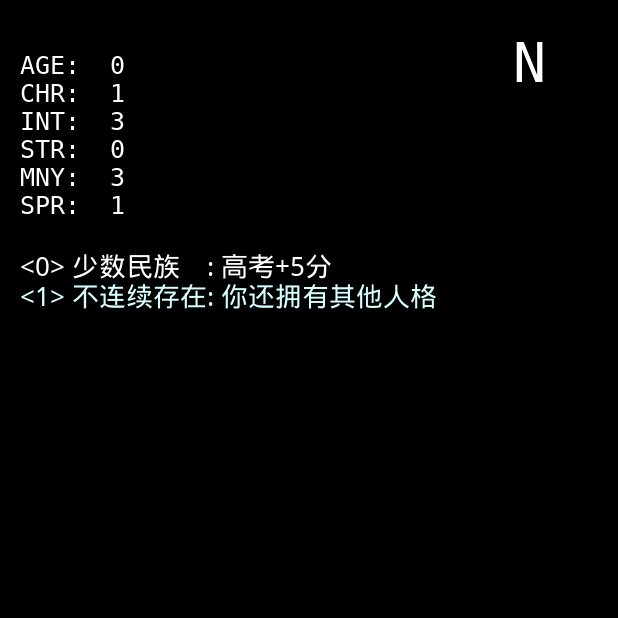 N
AGE: 0
CHR: 1
INT: 3
STR: 0
MNY: 3
SPR: 1
<0> 少数民族 : 高考+5分
<1> 不连续存在: 你还拥有其他人格